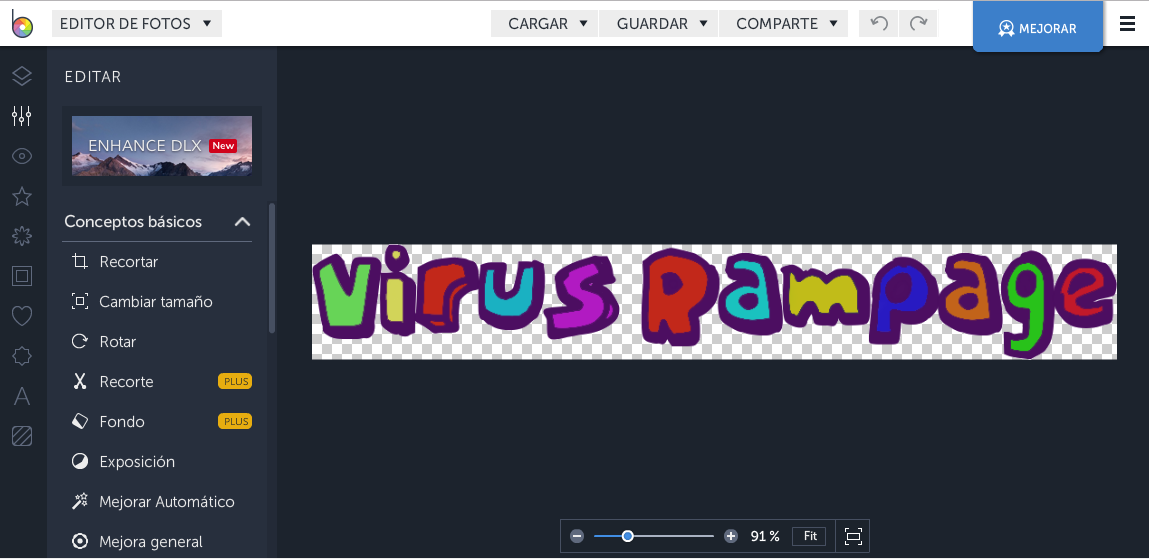 EDITOR DE FOTOS
CARGAR
GUARDAR
COMPARTE
MEJORAR
EDITAR
ENHANCE DLX New
Conceptos básicos
Recortar
Cambiar tamaño
Rotar
Recorte PLUS
Fondo PLUS
Exposición
Mejorar Automático
Mejora general
Virus Rampage
91 %
Fit